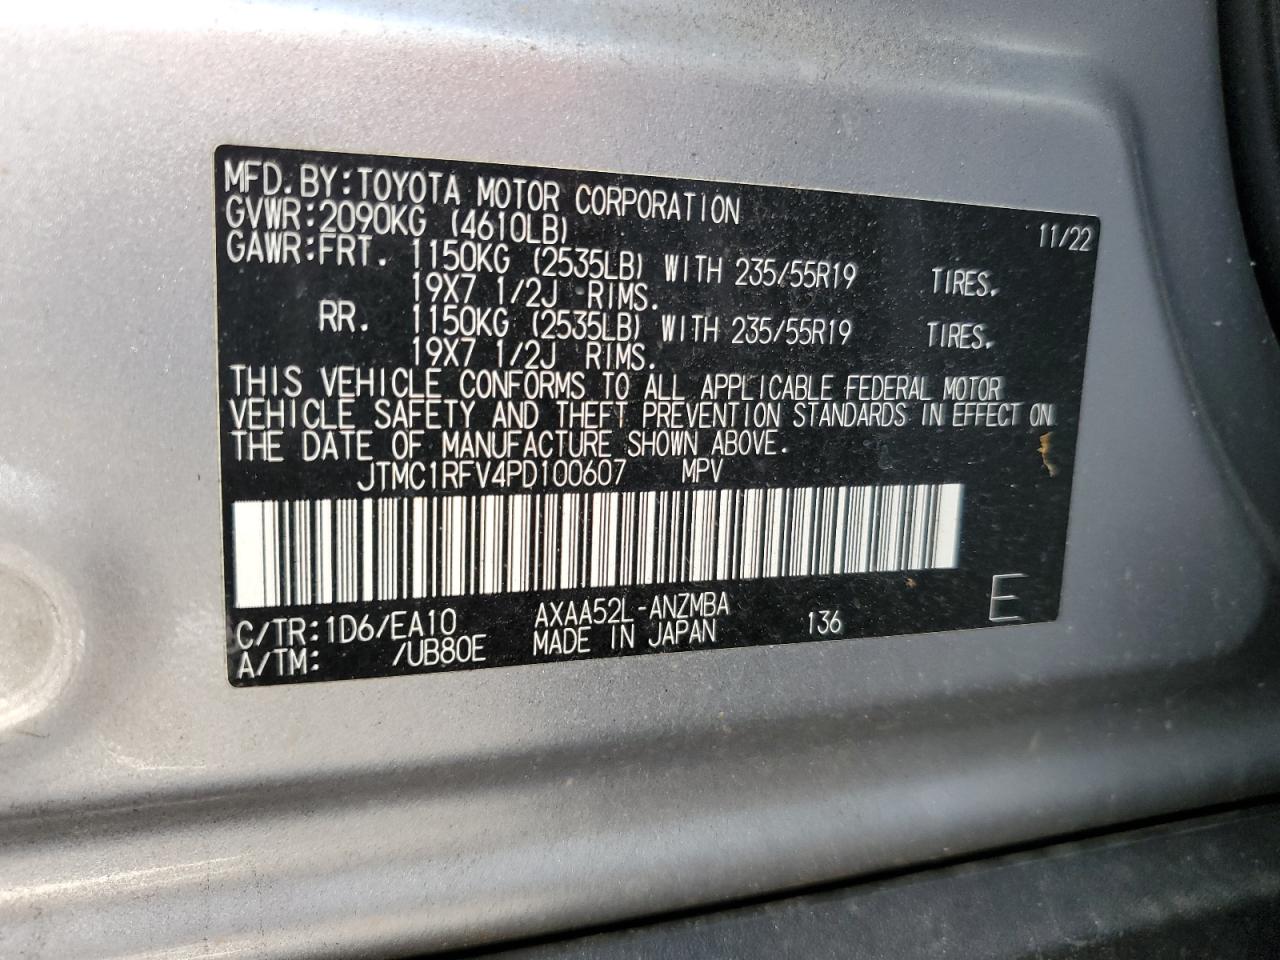 MFD.BY:TOYOTA MOTOR CORPORATION 11/22
GVWR:2090KG (4610LB)
GAWR:FRT. 1150KG (2535LB) WITH 235/55R19 TIRES.
19X7 1/2J RIMS.
RR. 1150KG (2535LB) WITH 235/55R19 TIRES.
19X7 1/2J RIMS.
THIS VEHICLE CONFORMS TO ALL APPLICABLE FEDERAL MOTOR
VEHICLE SAFETY AND THEFT PREVENTION STANDARDS IN EFFECT ON
THE DATE OF MANUFACTURE SHOWN ABOVE.
JTMC1RFV4PD100607 MPV
C/TR:1D6/EA10 AXAA52L-ANZMBA 136 E
A/TM: /UB80E MADE IN JAPAN